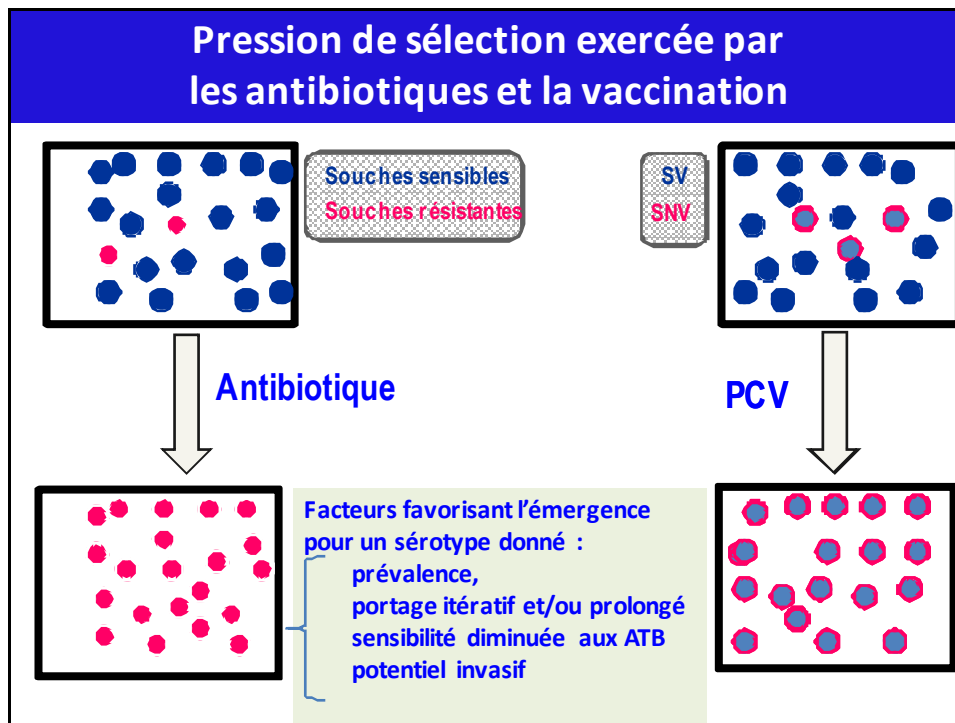 Pression de sélection exercée par
les antibiotiques et la vaccination
Souches sensibles
Souches résistantes
SV
SNV
Antibiotique
PCV
Facteurs favorisant l'émergence
pour un sérotype donné :
prévalence,
portage itératif et/ou prolongé
sensibilité diminuée aux ATB
potentiel invasif